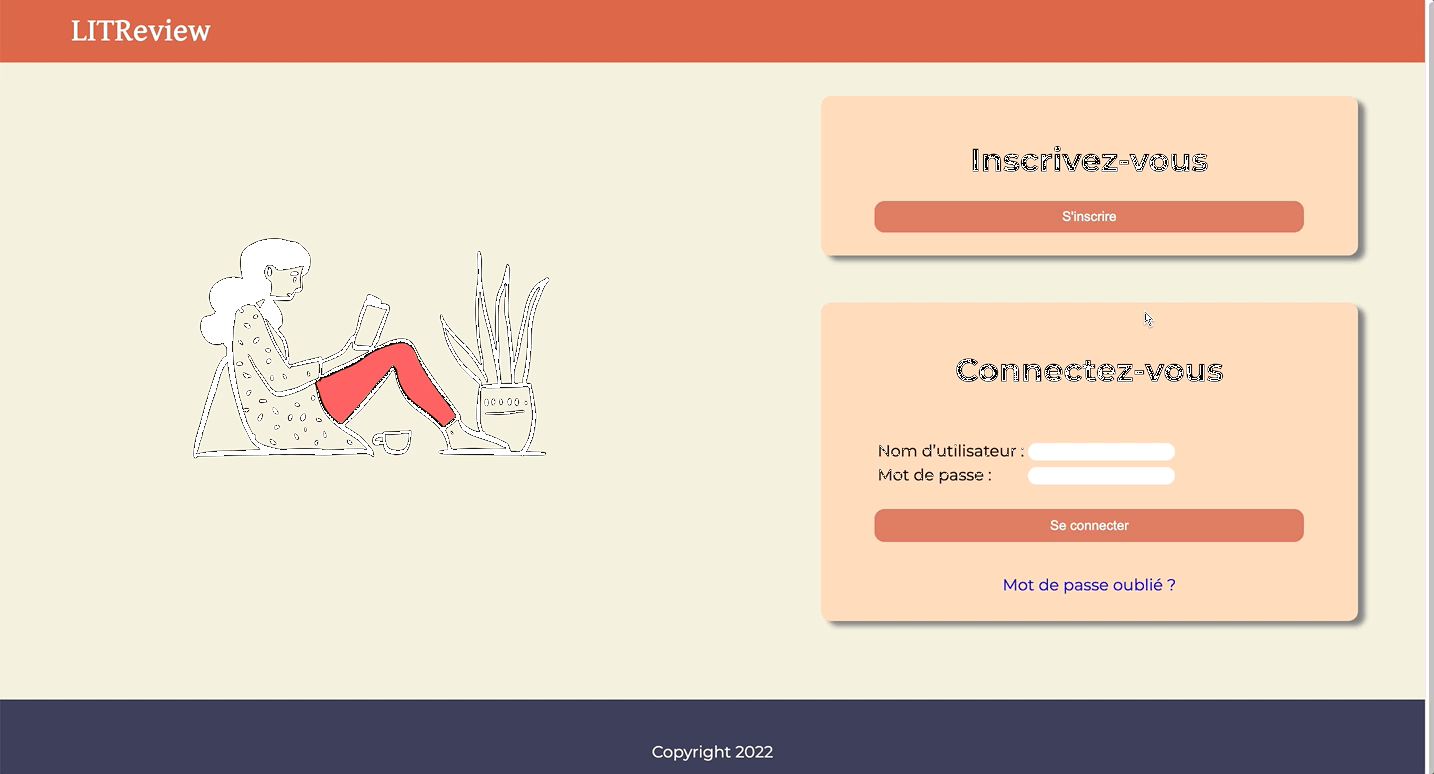 LITReview
Inscrivez-vous
S'inscrire
Connectez-vous
Nom d'utilisateur :
Mot de passe :
Se connecter
Mot de passe oublié ?
Copyright 2022